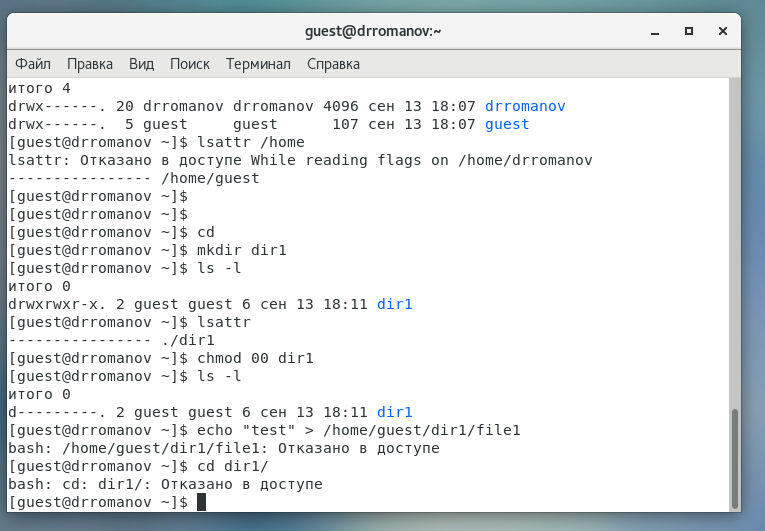 guest@drromanov:~
Файл Правка Вид Поиск Терминал Справка
итого 4
drwx------. 20 drromanov drromanov 4096 сен 13 18:07 drromanov
drwx------.  5 guest     guest      107 сен 13 18:07 guest
[guest@drromanov ~]$ lsattr /home
lsattr: Отказано в доступе While reading flags on /home/drromanov
---------------- /home/guest
[guest@drromanov ~]$
[guest@drromanov ~]$
[guest@drromanov ~]$ cd
[guest@drromanov ~]$ mkdir dir1
[guest@drromanov ~]$ ls -l
итого 0
drwxrwxr-x. 2 guest guest 6 сен 13 18:11 dir1
[guest@drromanov ~]$ lsattr
---------------- ./dir1
[guest@drromanov ~]$ chmod 00 dir1
[guest@drromanov ~]$ ls -l
итого 0
d---------. 2 guest guest 6 сен 13 18:11 dir1
[guest@drromanov ~]$ echo "test" > /home/guest/dir1/file1
bash: /home/guest/dir1/file1: Отказано в доступе
[guest@drromanov ~]$ cd dir1/
bash: cd: dir1/: Отказано в доступе
[guest@drromanov ~]$